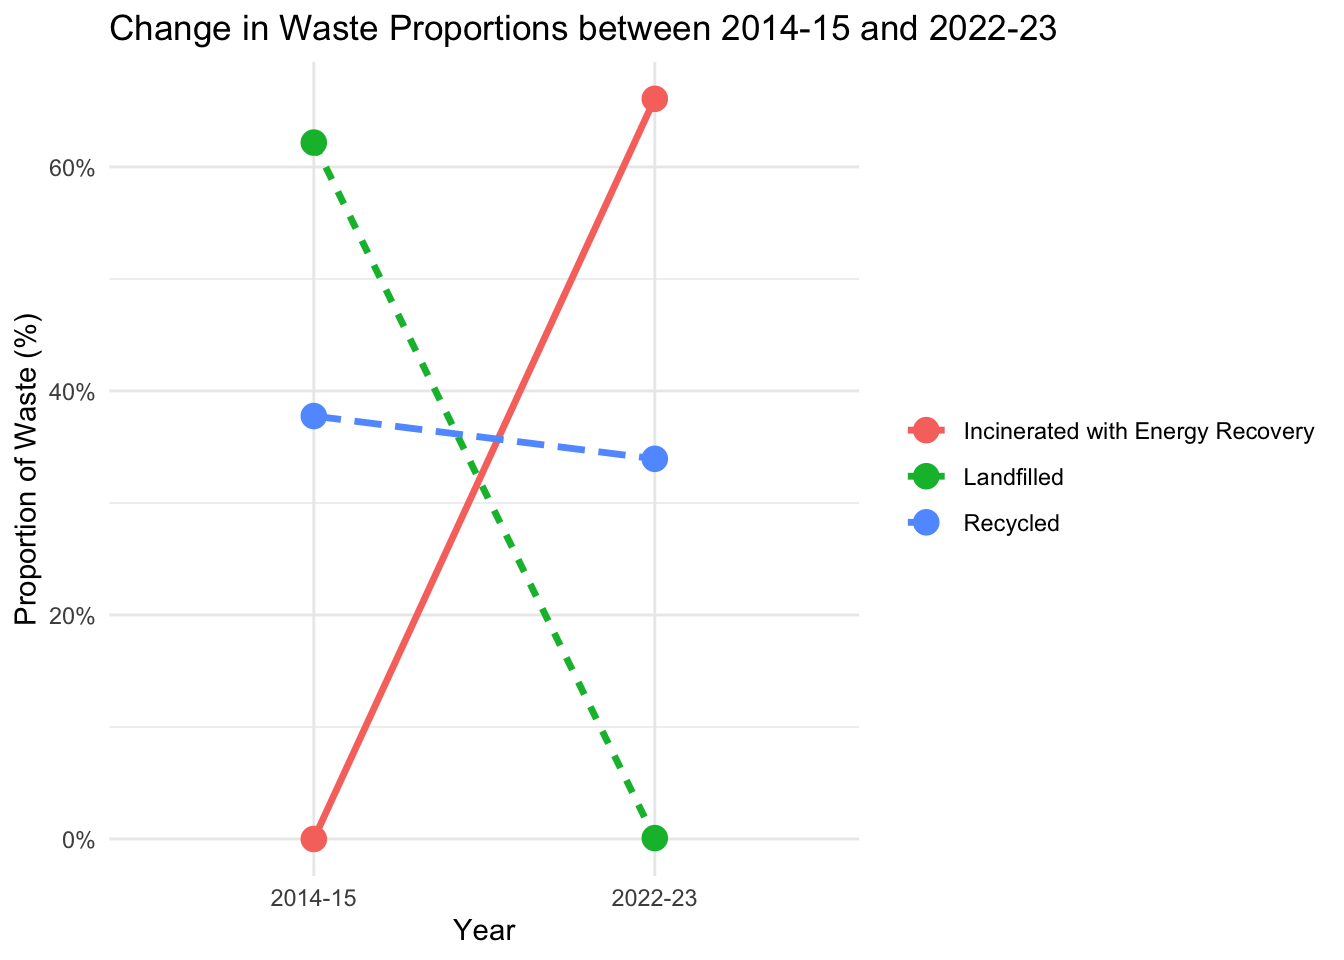 Change in Waste Proportions between 2014-15 and 2022-23
Proportion of Waste (%)
60%
40%
20%
0%
2014-15
2022-23
Year
Incinerated with Energy Recovery
Landfilled
Recycled